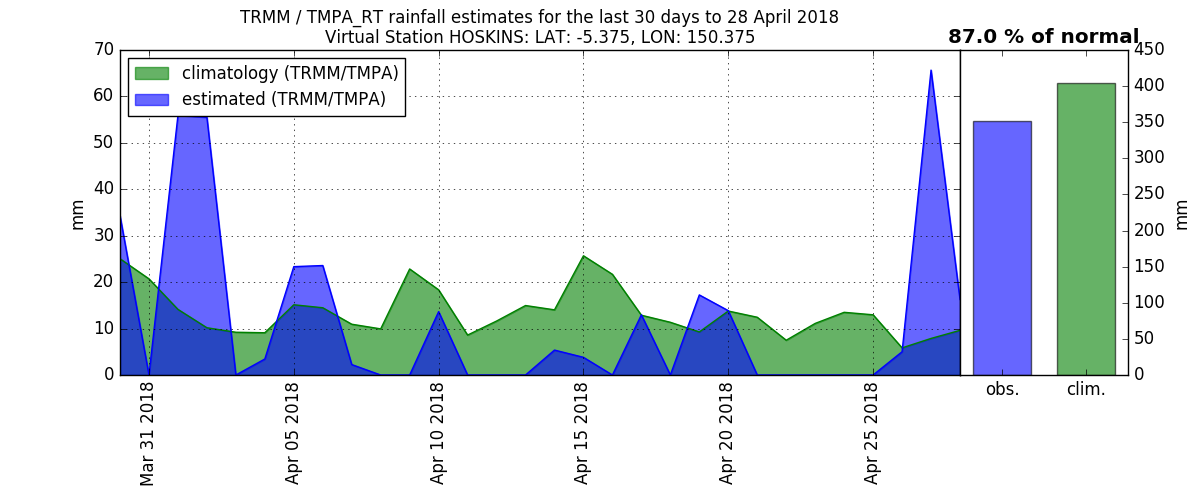 TRMM / TMPA_RT rainfall estimates for the last 30 days to 28 April 2018
Virtual Station HOSKINS: LAT: -5.375, LON: 150.375
87.0 % of normal
climatology (TRMM/TMPA)
estimated (TRMM/TMPA)
70
60
50
40
30
20
10
0
mm
Mar 31 2018
Apr 05 2018
Apr 10 2018
Apr 15 2018
Apr 20 2018
Apr 25 2018
obs.
clim.
450
400
350
300
250
200
150
100
50
0
mm